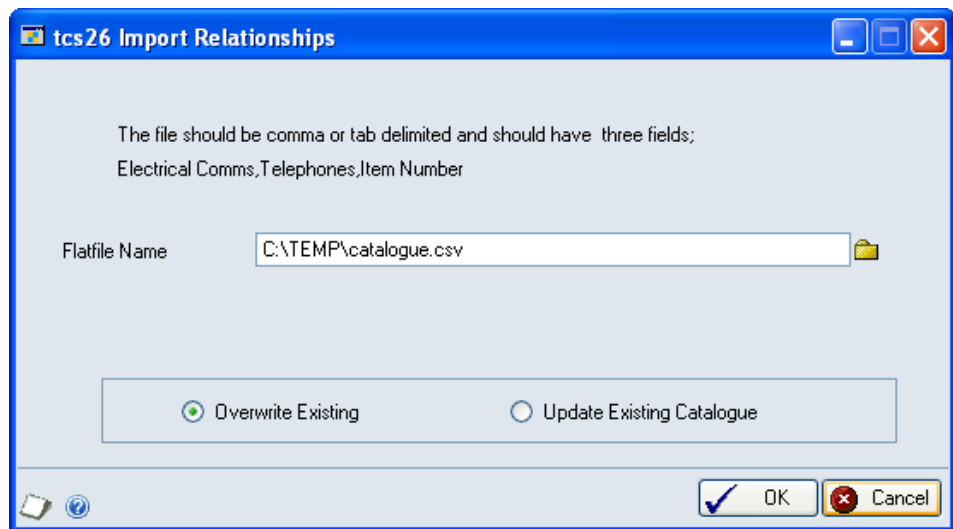 tcs26 Import Relationships
The file should be comma or tab delimited and should have three fields;
Electrical Comms,Telephones,Item Number
Flatfile Name C:\TEMP\catalogue.csv
Overwrite Existing Update Existing Catalogue
OK Cancel